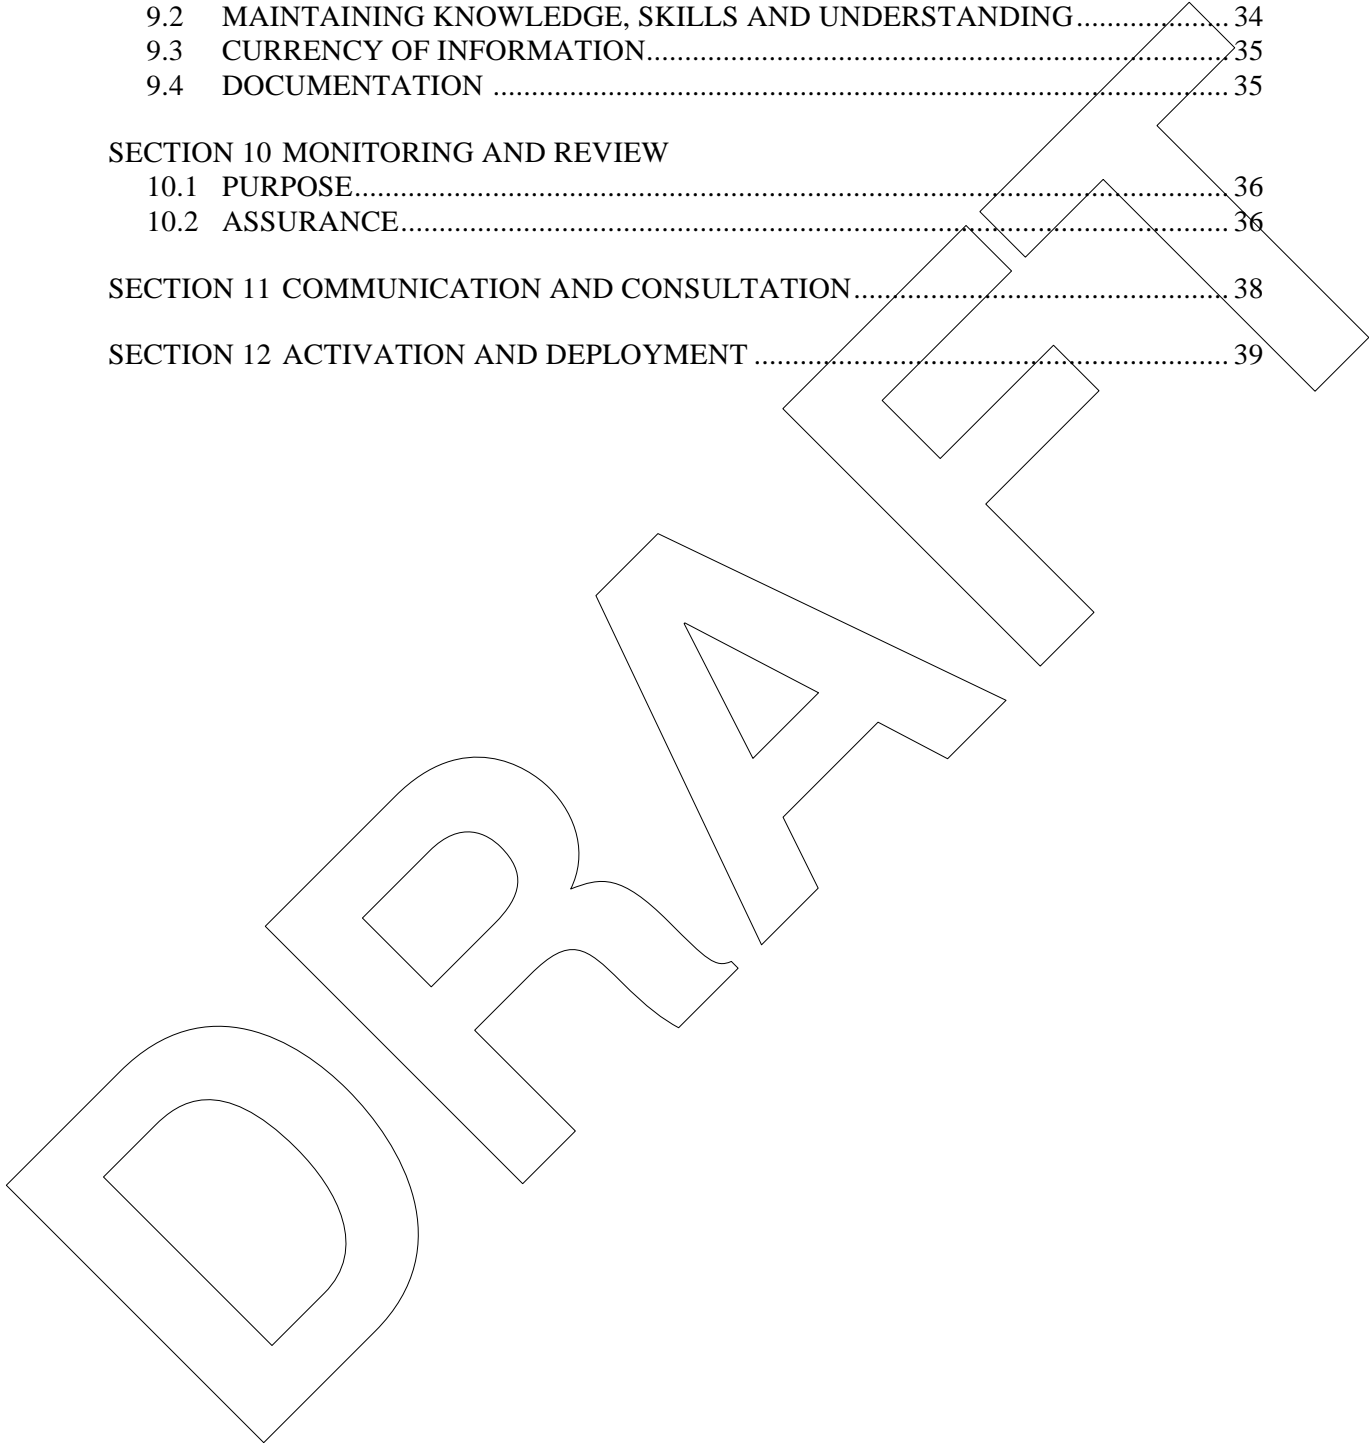 9.2 MAINTAINING KNOWLEDGE, SKILLS AND UNDERSTANDING.................... 34
9.3 CURRENCY OF INFORMATION........................................................................... 35
9.4 DOCUMENTATION ............................................................................................... 35
SECTION 10 MONITORING AND REVIEW
10.1 PURPOSE................................................................................................................. 36
10.2 ASSURANCE........................................................................................................... 36
SECTION 11 COMMUNICATION AND CONSULTATION................................................. 38
SECTION 12 ACTIVATION AND DEPLOYMENT ............................................................. 39
DRAFT